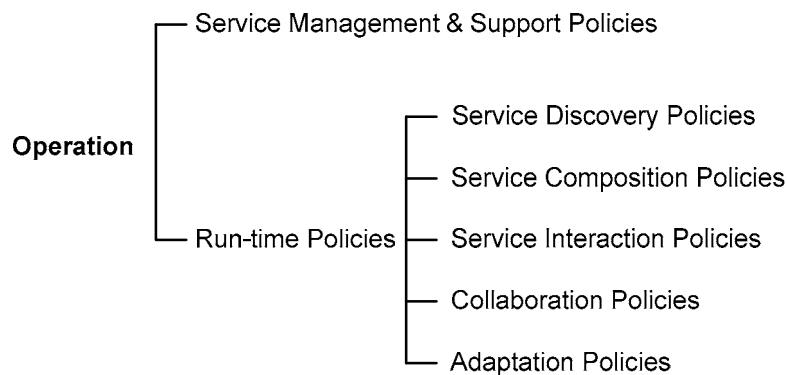 Service Management & Support Policies
Operation
Run-time Policies
Service Discovery Policies
Service Composition Policies
Service Interaction Policies
Collaboration Policies
Adaptation Policies